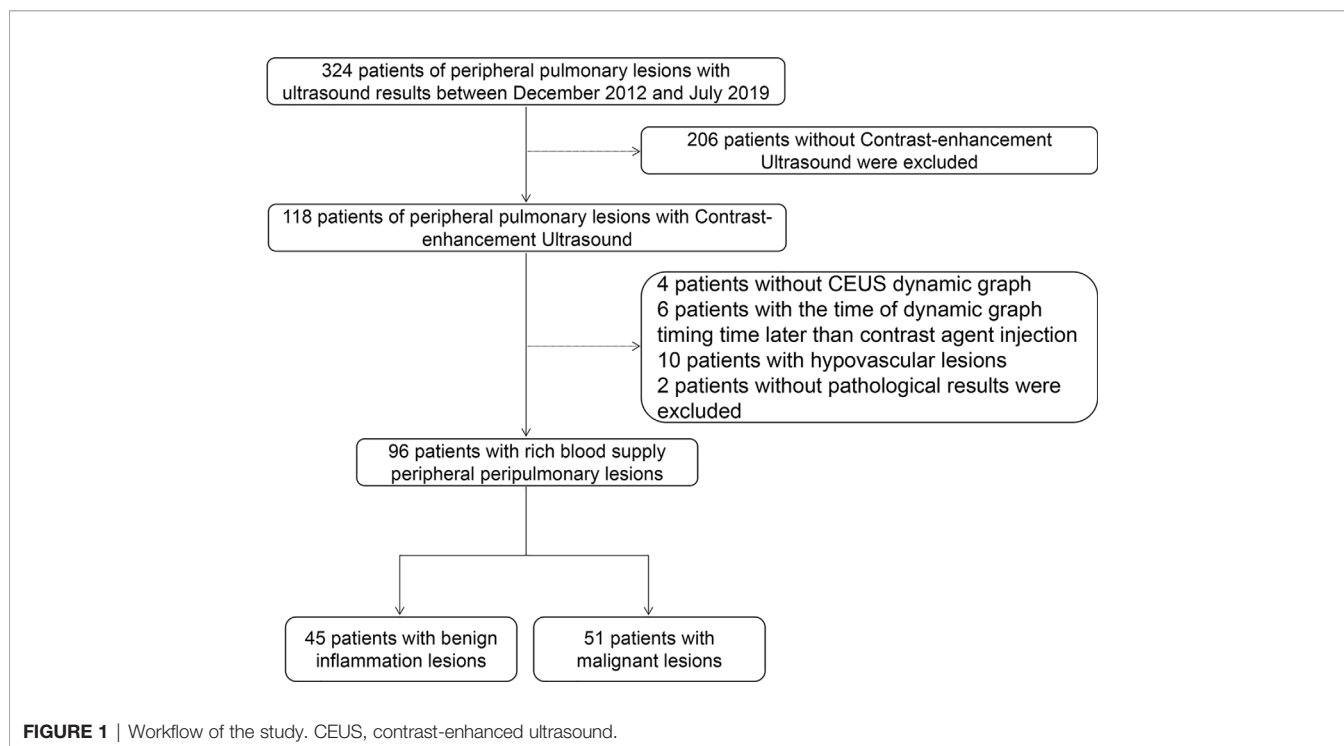 324 patients of peripheral pulmonary lesions with
ultrasound results between December 2012 and July 2019
206 patients without Contrast-enhancement
Ultrasound were excluded
118 patients of peripheral pulmonary lesions with Contrast-
enhancement Ultrasound
4 patients without CEUS dynamic graph
6 patients with the time of dynamic graph
timing time later than contrast agent injection
10 patients with hypovascular lesions
2 patients without pathological results were
excluded
96 patients with rich blood supply
peripheral peripulmonary lesions
45 patients with benign
inflammation lesions
51 patients with
malignant lesions
FIGURE 1 | Workflow of the study. CEUS, contrast-enhanced ultrasound.